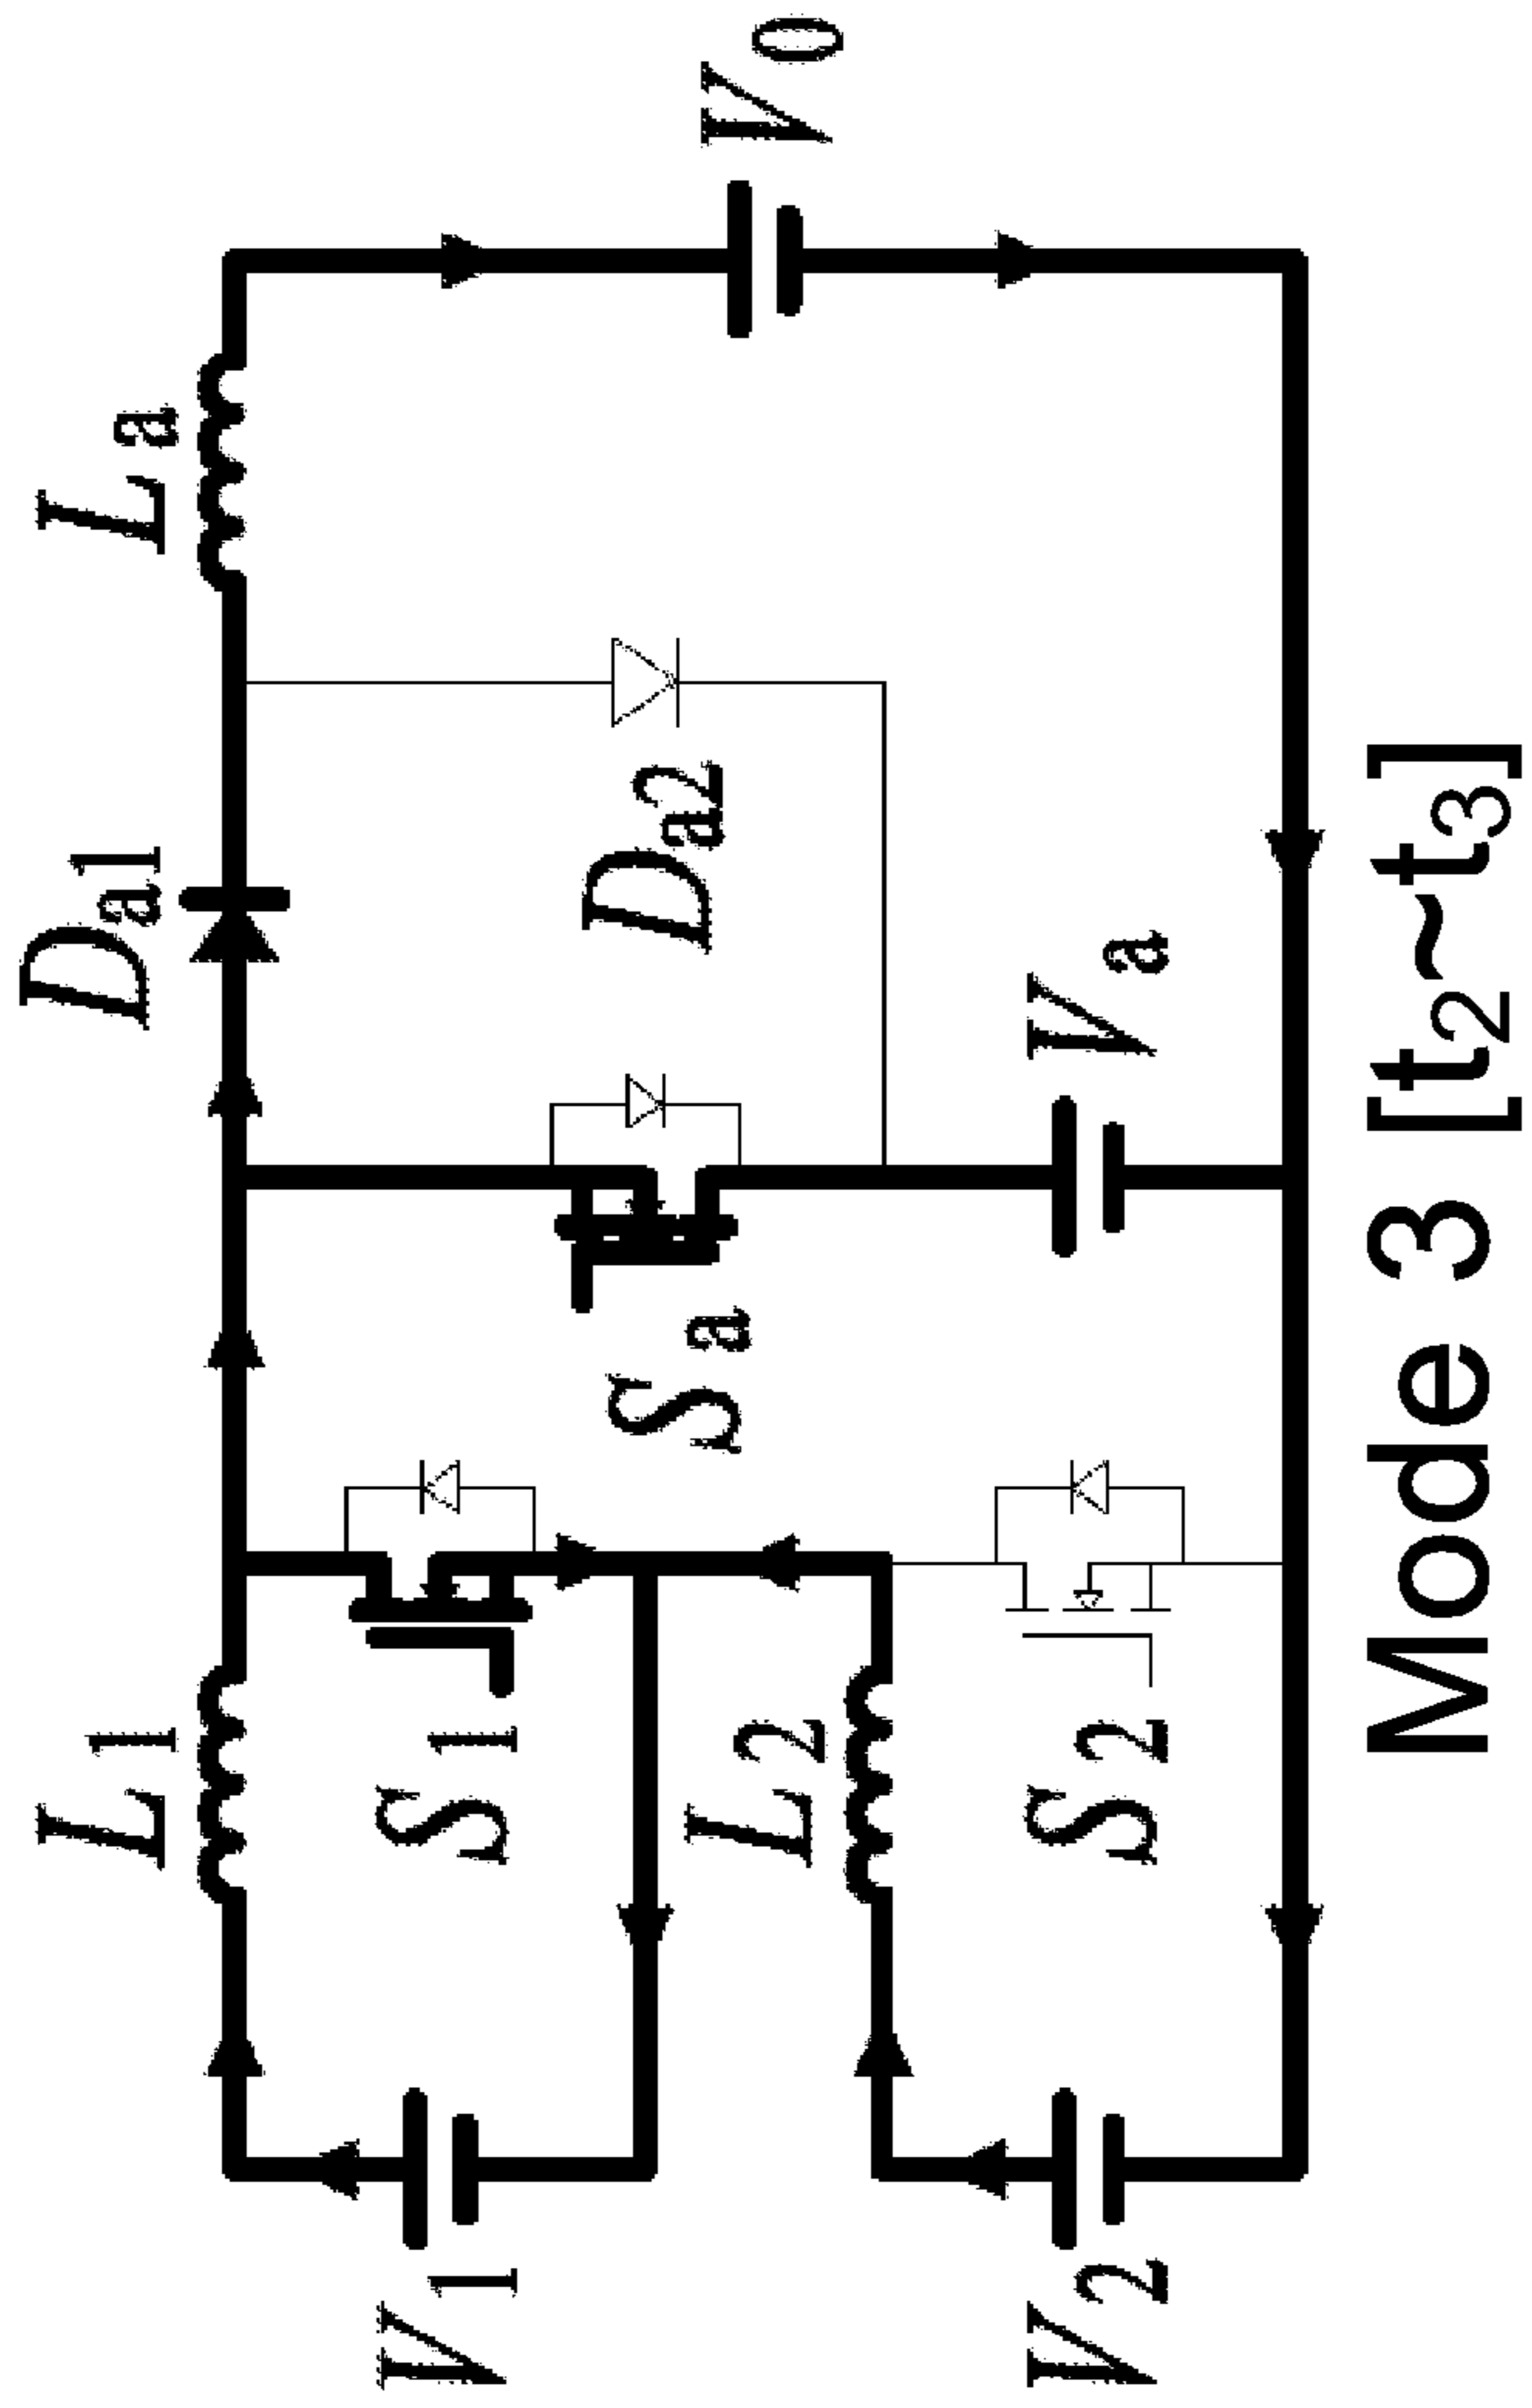 L1
Da1
La
V1
S1
Sa
Da2
V0
L2
V2
S2
Va
Mode 3 [t2~t3]